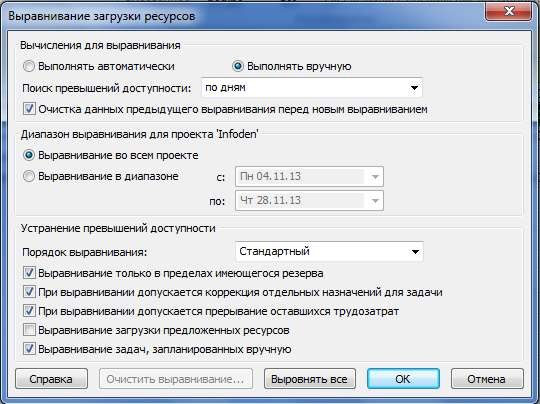 Выравнивание загрузки ресурсов
Вычисления для выравнивания
Выполнять автоматически Выполнять вручную
Поиск превышений доступности: по дням
Очистка данных предыдущего выравнивания перед новым выравниванием
Диапазон выравнивания для проекта 'Infoden'
Выравнивание во всем проекте
Выравнивание в диапазоне с: Пн 04.11.13
по: Чт 28.11.13
Устранение превышений доступности
Порядок выравнивания: Стандартный
Выравнивание только в пределах имеющегося резерва
При выравнивании допускается коррекция отдельных назначений для задачи
При выравнивании допускается прерывание оставшихся трудозатрат
Выравнивание загрузки предложенных ресурсов
Выравнивание задач, запланированных вручную
Справка Очистить выравнивание... Выровнять все ОК Отмена